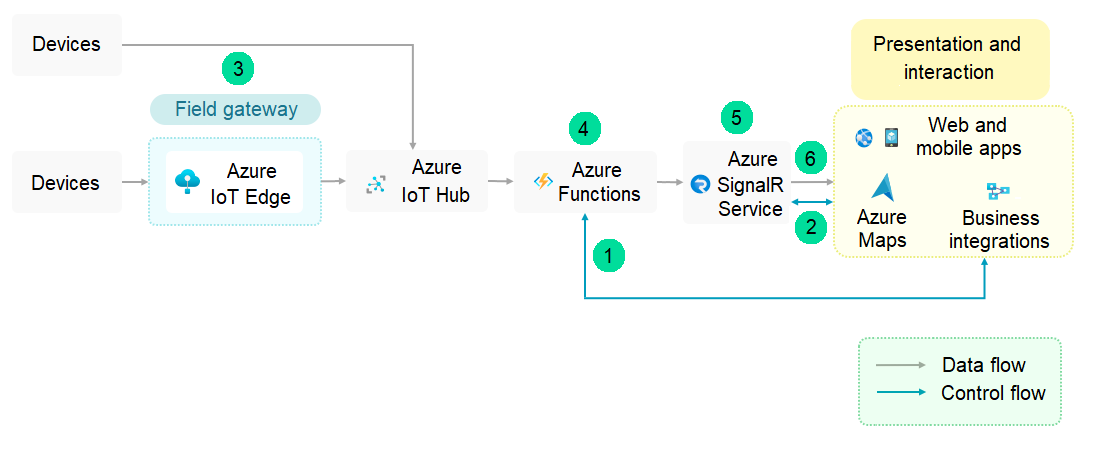 Devices
3
Field gateway
Devices
Azure
IoT Edge
Azure
IoT Hub
4
Azure
Functions
1
5
Azure
SignalR
Service
6
2
Presentation and
interaction
Web and
mobile apps
Azure
Maps
Business
integrations
Data flow
Control flow